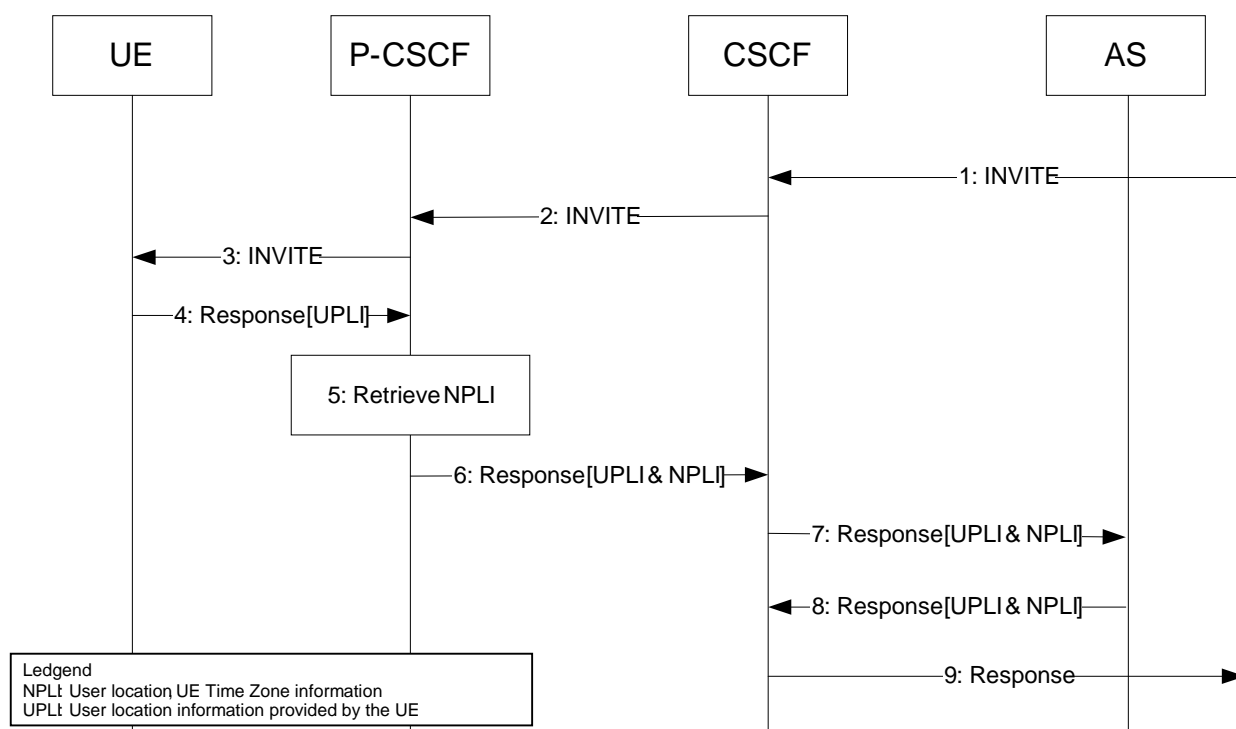 UE
P-CSCF
CSCF
AS
1: INVITE
2: INVITE
3: INVITE
4: Response[UPLI]
5: Retrieve NPLI
6: Response[UPLI & NPLI]
7: Response[UPLI & NPLI]
8: Response[UPLI & NPLI]
9: Response
Ledgend
NPLI: User location, UE Time Zone information
UPLI: User location information provided by the UE